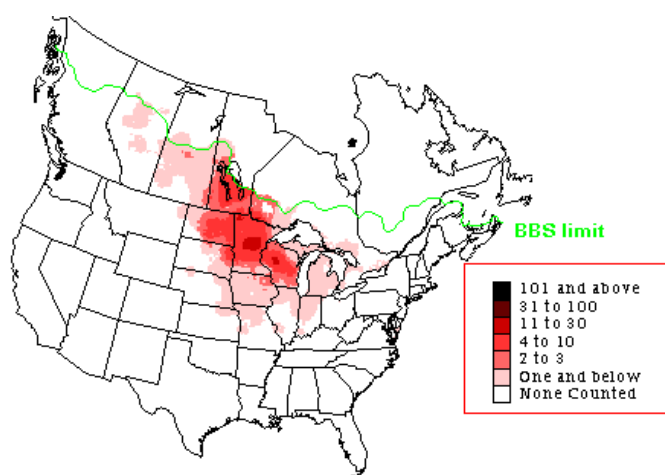 BBS limit
101 and above
31 to 100
11 to 30
4 to 10
2 to 3
One and below
None Counted